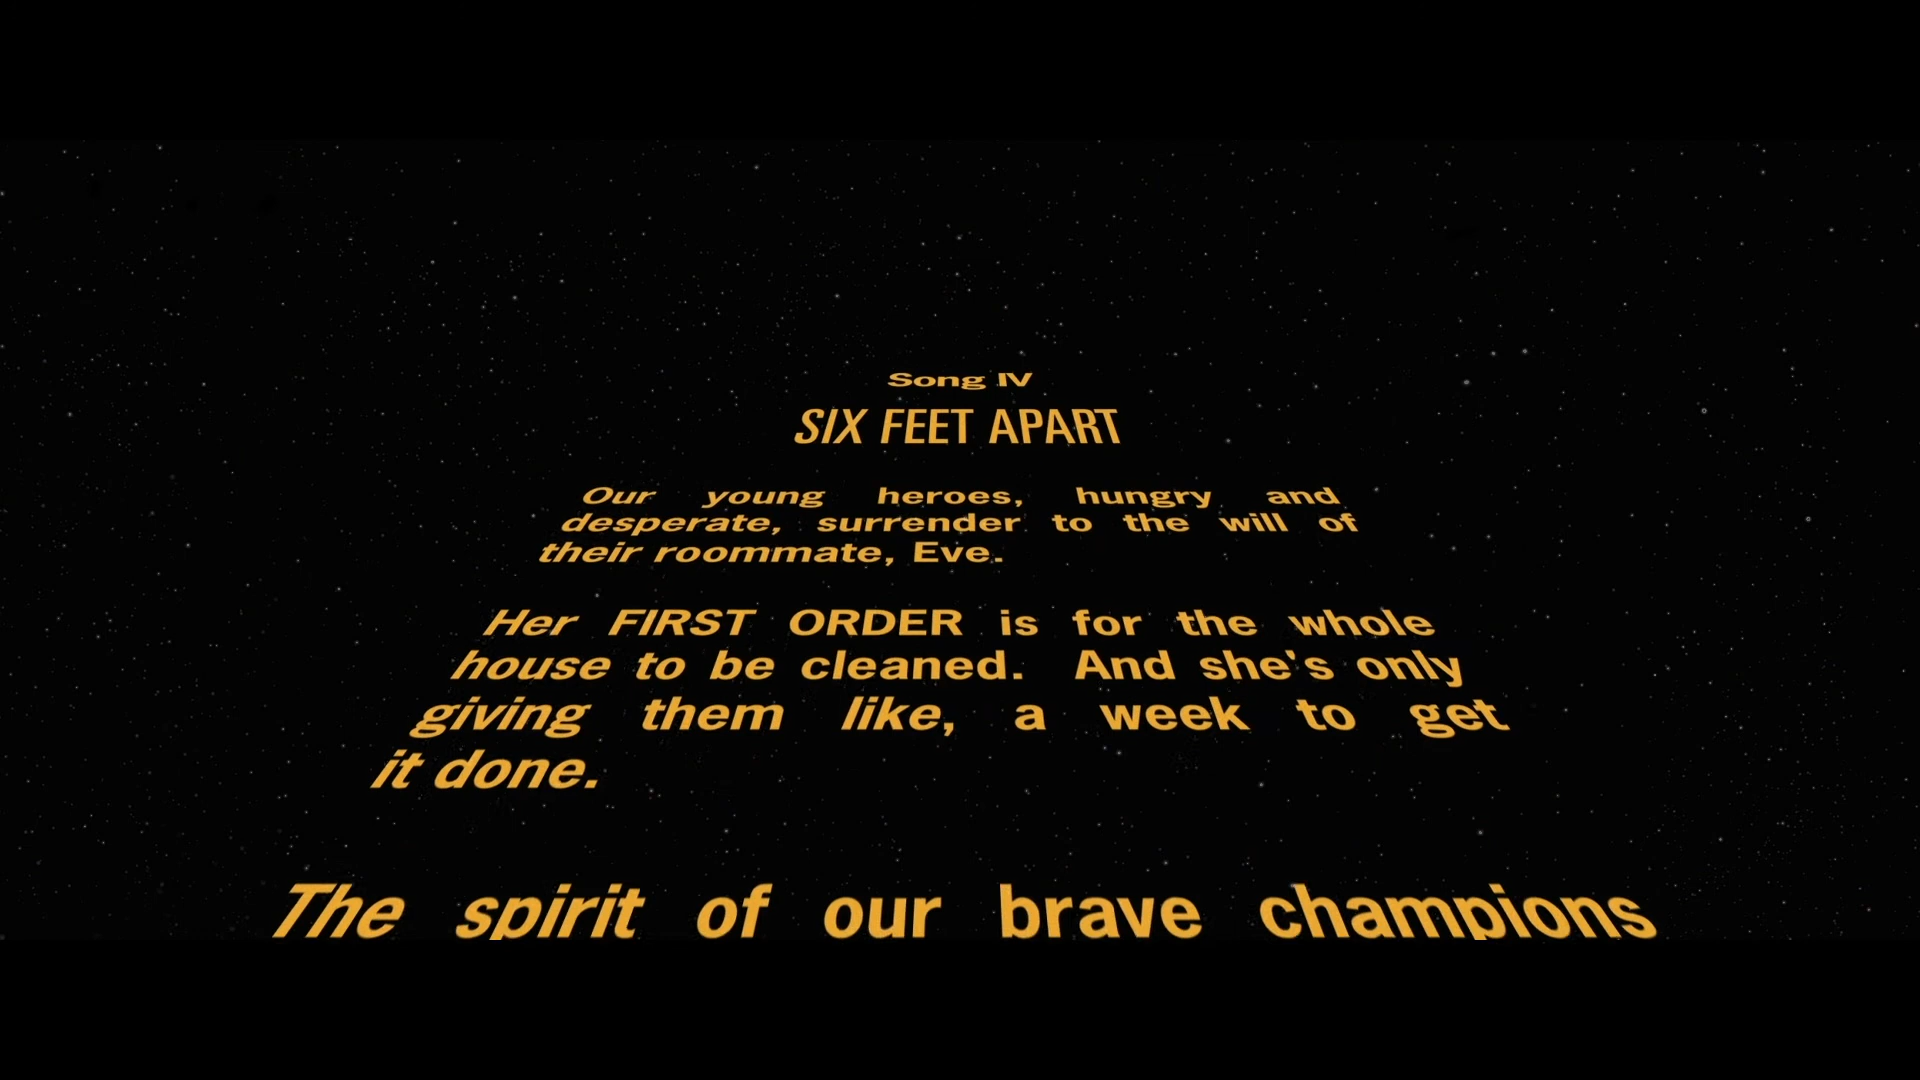 Song IV
SIX FEET APART
Our young heroes, hungry and
desperate, surrender to the will of
their roommate, Eve.
Her FIRST ORDER is for the whole
house to be cleaned. And she's only
giving them like, a week to get
it done.
The spirit of our brave champions